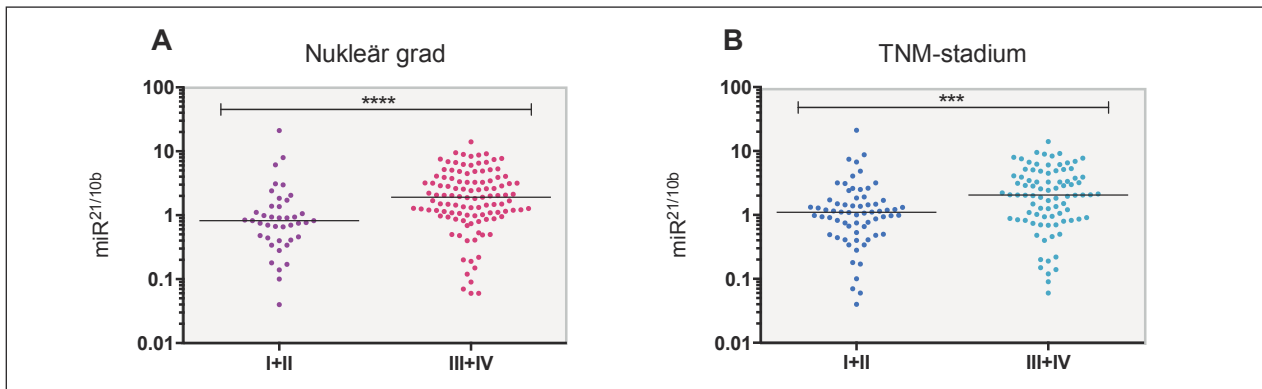 A
Nukleär grad
****
100
10
1
0.1
0.01
miR21/10b
I+II
III+IV
B
TNM-stadium
***
100
10
1
0.1
0.01
miR21/10b
I+II
III+IV